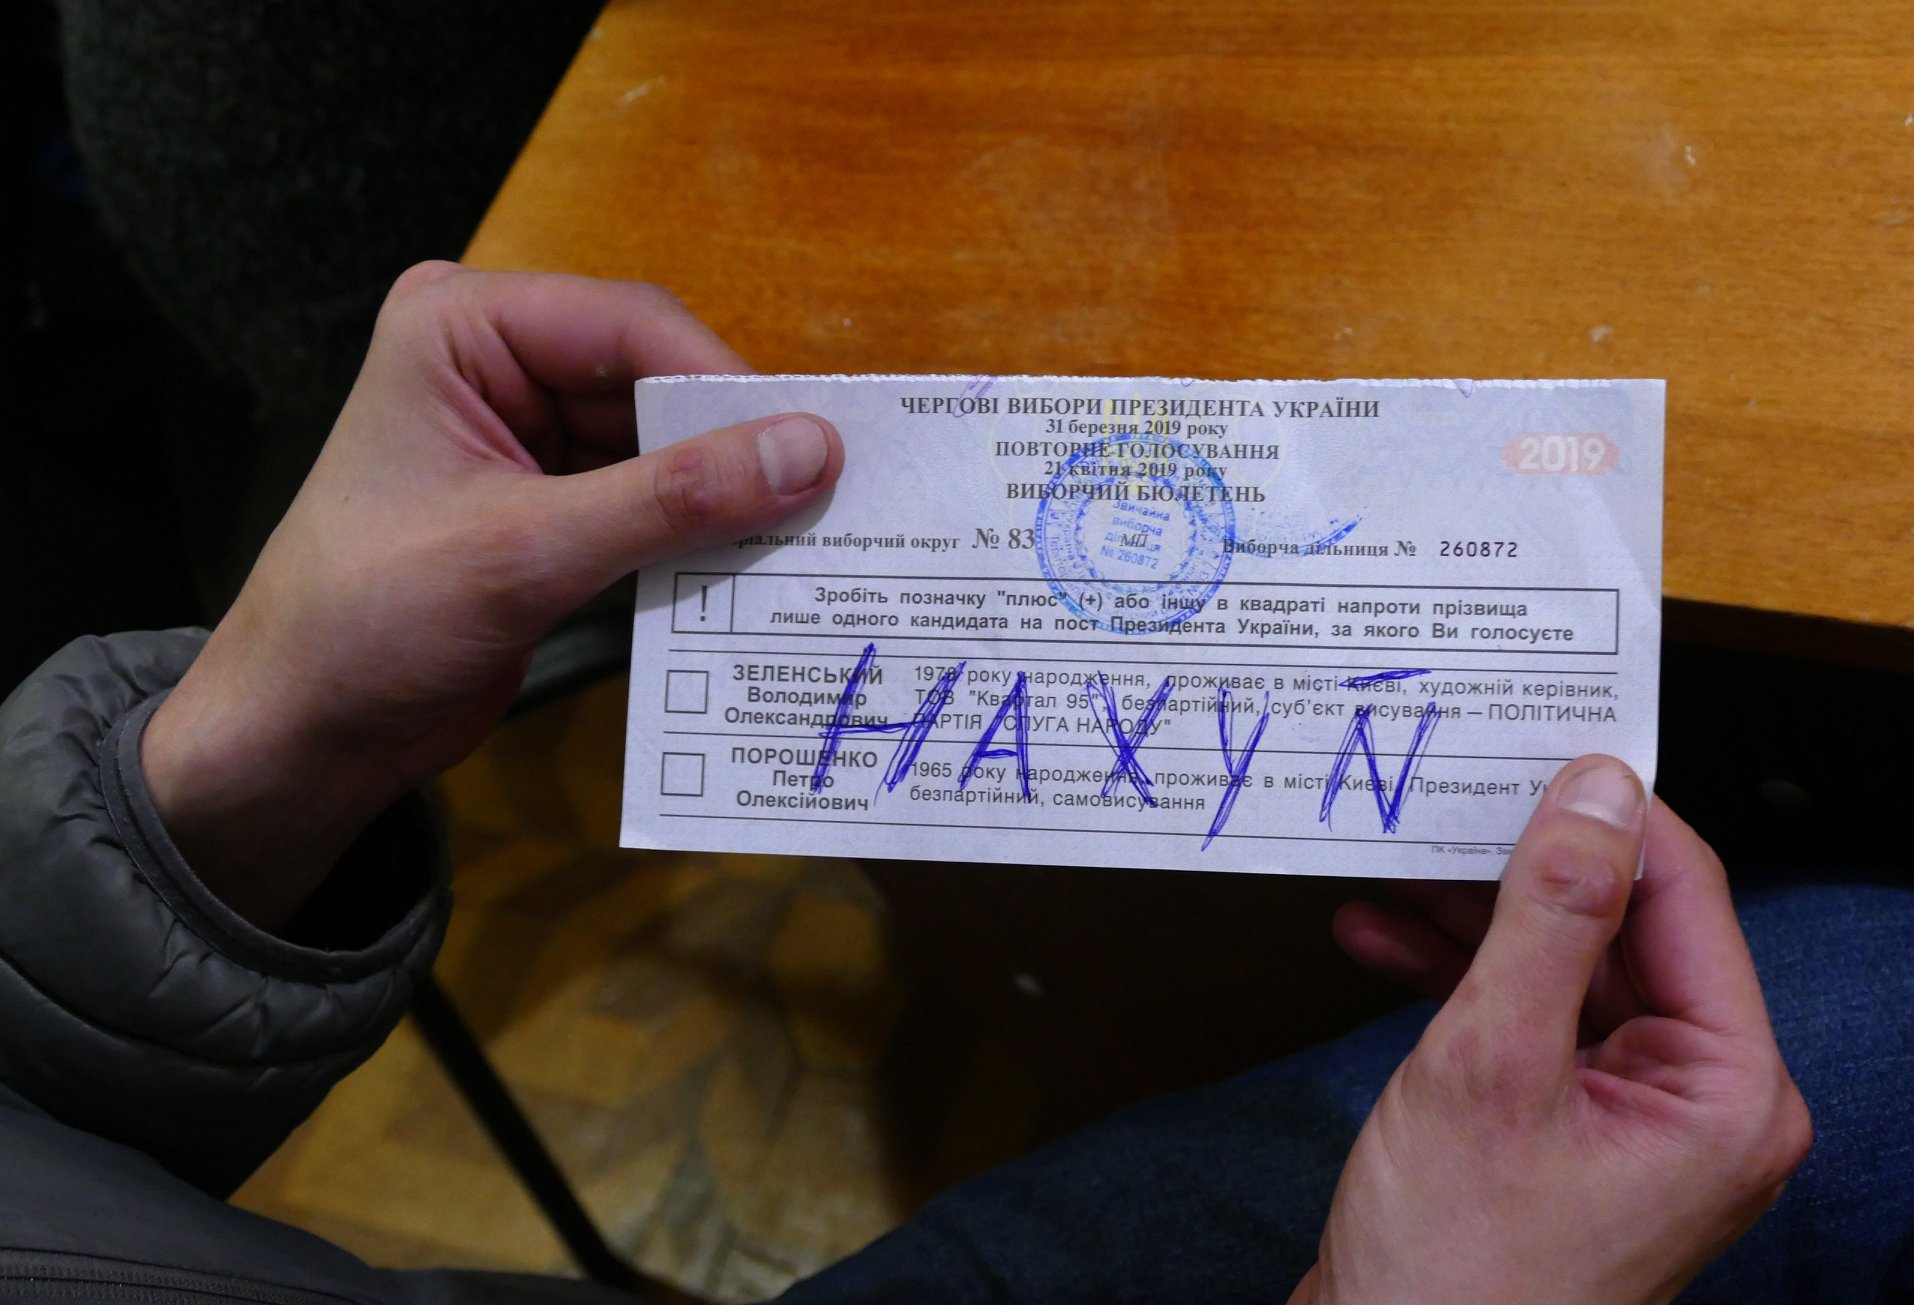 ЧЕРГОВІ ВИБОРИ ПРЕЗИДЕНТА УКРАЇНИ
31 березня 2019 року
ПОВТОРНЕ ГОЛОСУВАННЯ
21 квітня 2019 року
ВИБОРЧИЙ БЮЛЕТЕНЬ
2019
виборчий округ № 83
МП
Виборча дільниця № 260872
Звичайна
виборча
дільниця
№ 260872
! Зробіть позначку "плюс" (+) або іншу в квадраті напроти прізвища
лише одного кандидата на пост Президента України, за якого Ви голосуєте
ЗЕЛЕНСЬКИЙ
Володимир
Олександрович
1978 року народження, проживає в місті Києві, художній керівник,
ТОВ "Квартал 95", безпартійний, суб'єкт висування – ПОЛІТИЧНА
ПАРТІЯ "СЛУГА НАРОДУ"
НАХУЙ
ПОРОШЕНКО
Петро
Олексійович
1965 року народження, проживає в місті Києві, Президент
безпартійний, самовисування
ПК «Україна».